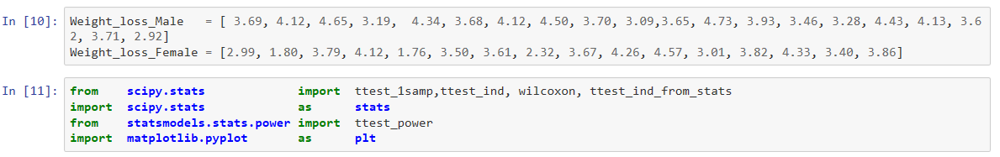 In [10]: Weight_loss_Male   = [ 3.69, 4.12, 4.65, 3.19,  4.34, 3.68, 4.12, 4.50, 3.70, 3.09,3.65, 4.73, 3.93, 3.46, 3.28, 4.43, 4.13, 3.6
2, 3.71, 2.92]
Weight_loss_Female = [2.99, 1.80, 3.79, 4.12, 1.76, 3.50, 3.61, 2.32, 3.67, 4.26, 4.57, 3.01, 3.82, 4.33, 3.40, 3.86]
In [11]: from    scipy.stats             import  ttest_1samp,ttest_ind, wilcoxon, ttest_ind_from_stats
import  scipy.stats             as      stats
from    statsmodels.stats.power import  ttest_power
import  matplotlib.pyplot       as      plt